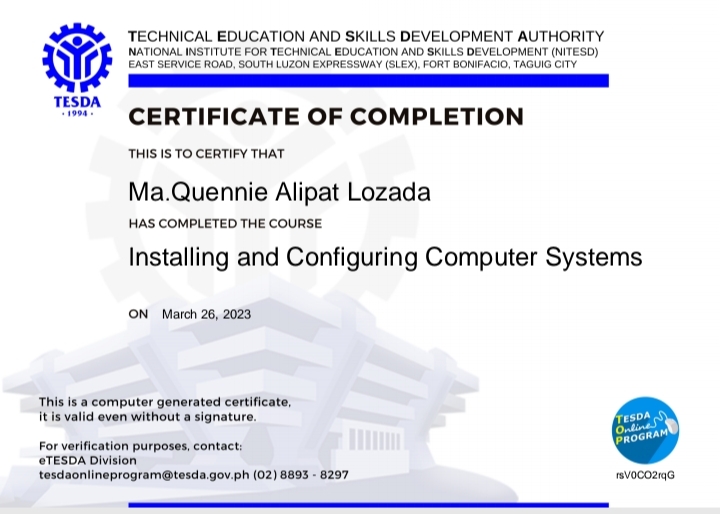 TECHNICAL EDUCATION AND SKILLS DEVELOPMENT AUTHORITY
NATIONAL INSTITUTE FOR TECHNICAL EDUCATION AND SKILLS DEVELOPMENT (NITESD)
EAST SERVICE ROAD, SOUTH LUZON EXPRESSWAY (SLEX), FORT BONIFACIO, TAGUIG CITY
TESDA
· 1994 ·
CERTIFICATE OF COMPLETION
THIS IS TO CERTIFY THAT
Ma.Quennie Alipat Lozada
HAS COMPLETED THE COURSE
Installing and Configuring Computer Systems
ON March 26, 2023
This is a computer generated certificate,
it is valid even without a signature.
For verification purposes, contact:
eTESDA Division
tesdaonlineprogram@tesda.gov.ph (02) 8893 - 8297
TESDA
Online
PROGRAM
rsV0CO2rqG